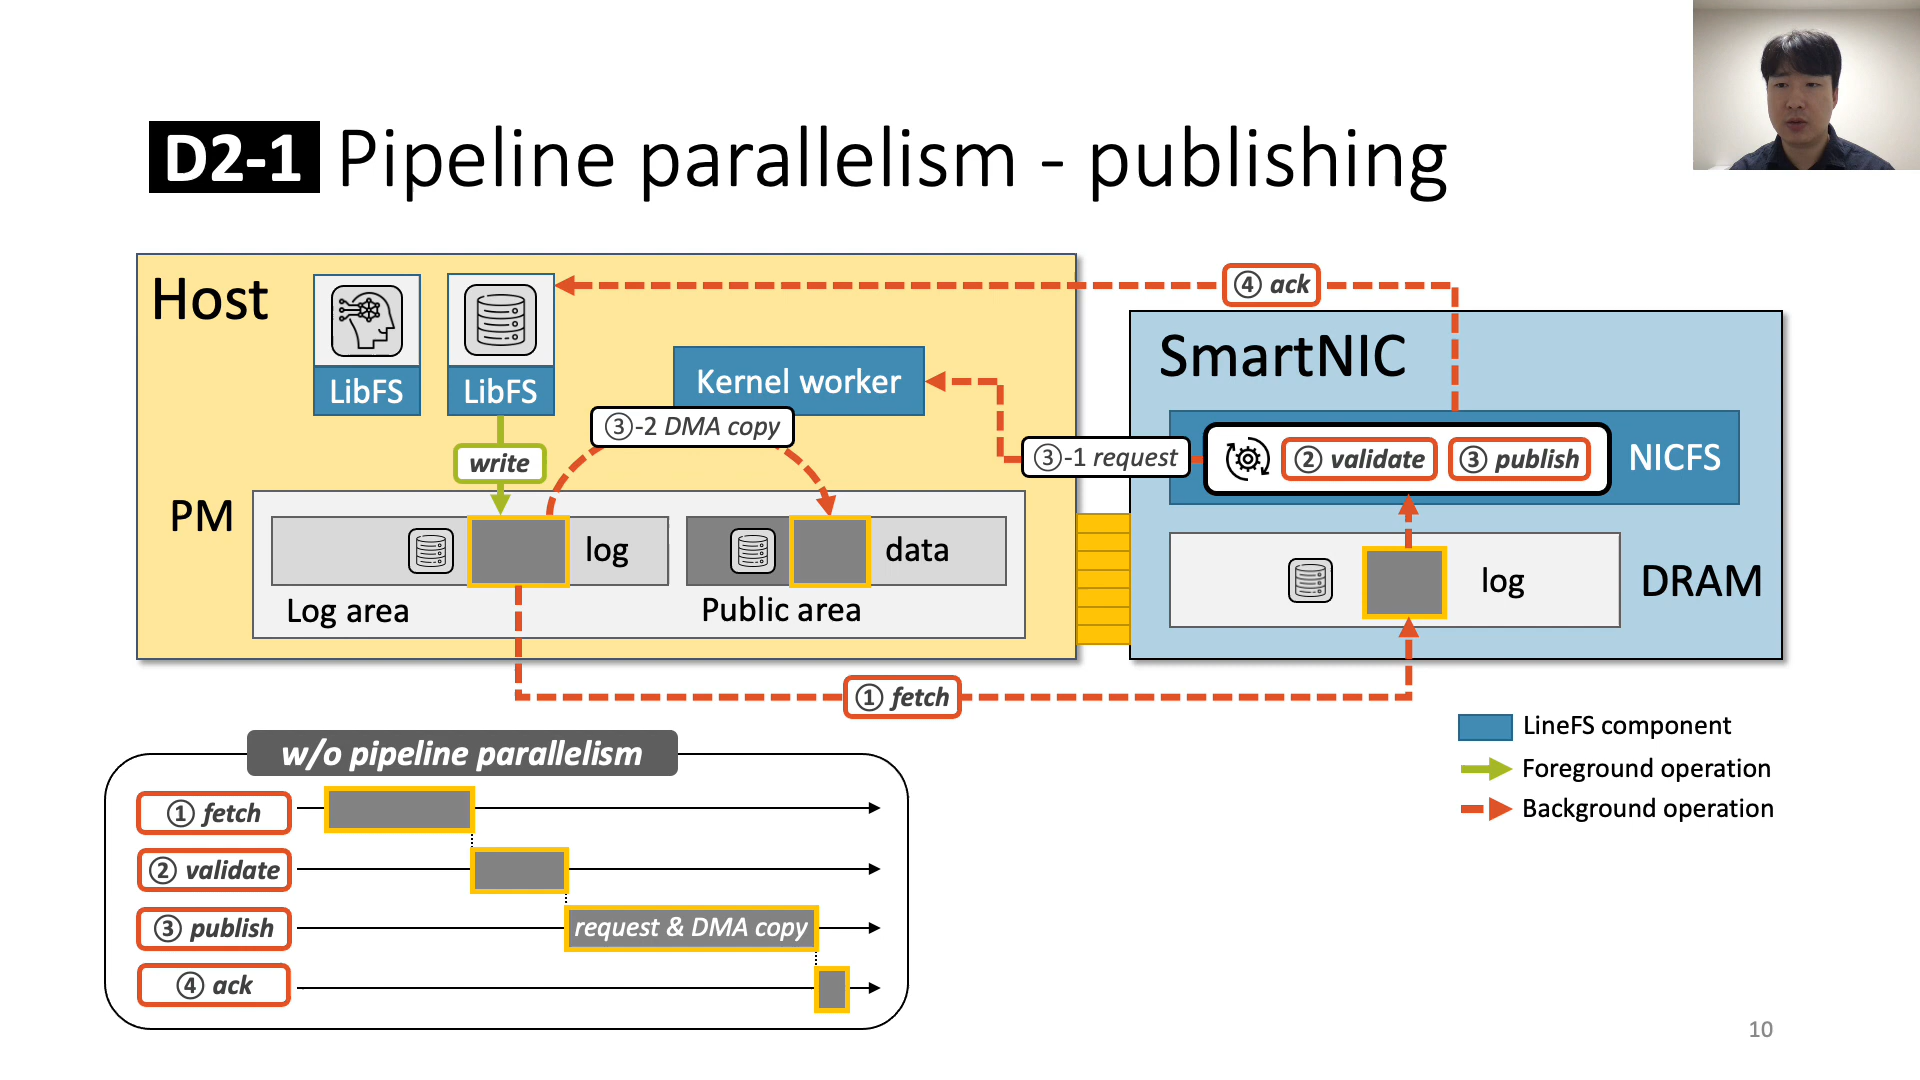 D2-1 Pipeline parallelism - publishing
Host
④ ack
SmartNIC
LibFS
LibFS
Kernel worker
③-2 DMA copy
write
③-1 request
② validate
③ publish
NICFS
PM
log
data
log
DRAM
Log area
Public area
① fetch
LineFS component
Foreground operation
Background operation
w/o pipeline parallelism
① fetch
② validate
③ publish
request & DMA copy
④ ack
10